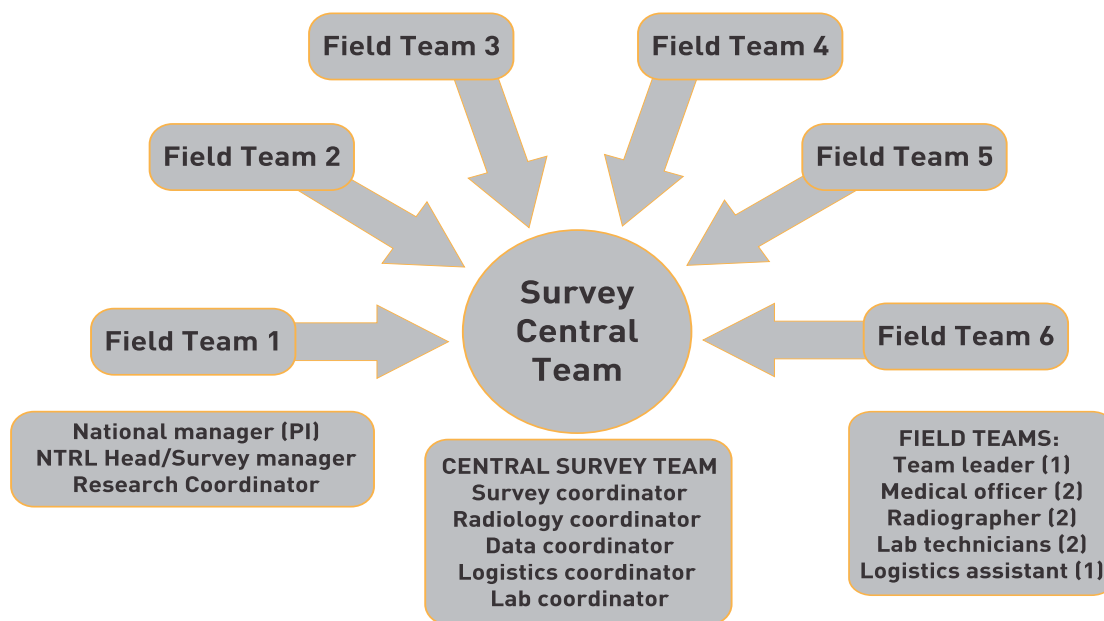 Field Team 3
Field Team 4
Field Team 2
Field Team 5
Survey
Central
Team
Field Team 1
Field Team 6
National manager (PI)
NTRL Head/Survey manager
Research Coordinator
CENTRAL SURVEY TEAM
Survey coordinator
Radiology coordinator
Data coordinator
Logistics coordinator
Lab coordinator
FIELD TEAMS:
Team leader (1)
Medical officer (2)
Radiographer (2)
Lab technicians (2)
Logistics assistant (1)